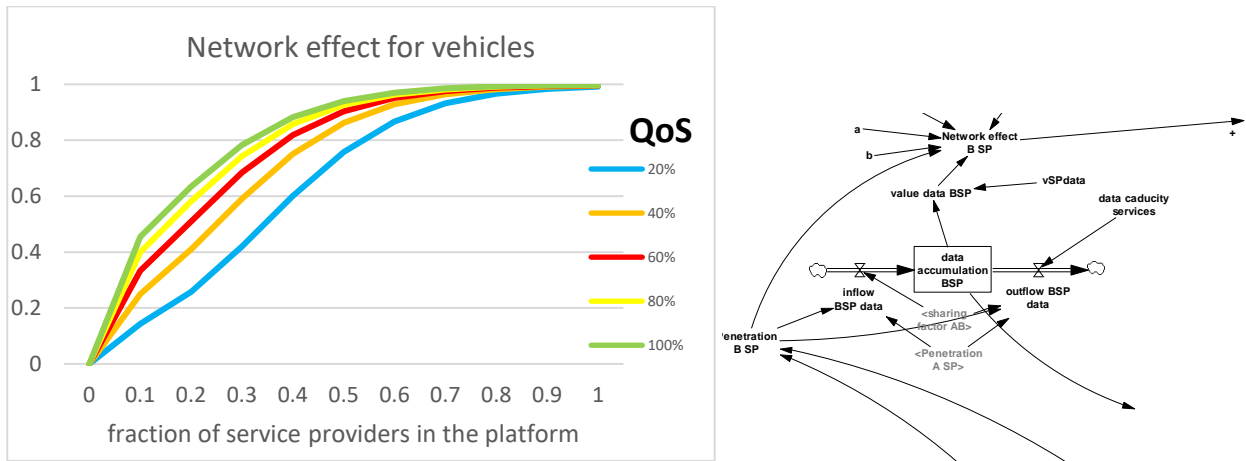 Network effect for vehicles
1
0.8
0.6
0.4
0.2
0
0 0.1 0.2 0.3 0.4 0.5 0.6 0.7 0.8 0.9 1
fraction of service providers in the platform
QoS
20%
40%
60%
80%
100%
a
b
Network effect
B SP
+
value data BSP
vSPdata
data caducity
services
data
accumulation
BSP
inflow
BSP data
outflow BSP
data
<sharing
factor AB>
<Penetration
A SP>
enetration
B SP